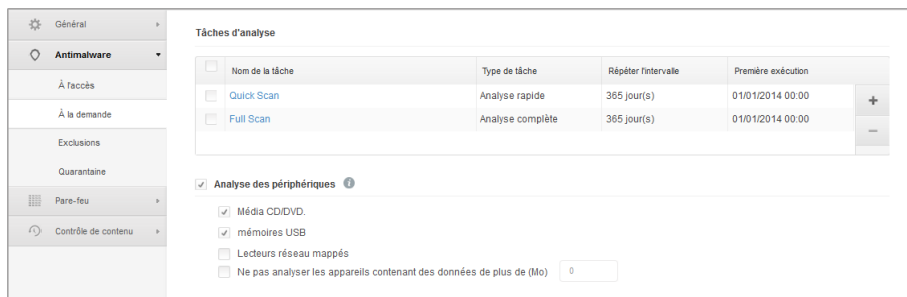 Général
Antimalware
À l'accès
À la demande
Exclusions
Quarantaine
Pare-feu
Contrôle de contenu
Tâches d'analyse
Nom de la tâche Type de tâche Répéter l'intervalle Première exécution
Quick Scan Analyse rapide 365 jour(s) 01/01/2014 00:00
Full Scan Analyse complète 365 jour(s) 01/01/2014 00:00
Analyse des périphériques
Média CD/DVD.
mémoires USB
Lecteurs réseau mappés
Ne pas analyser les appareils contenant des données de plus de (Mo) 0